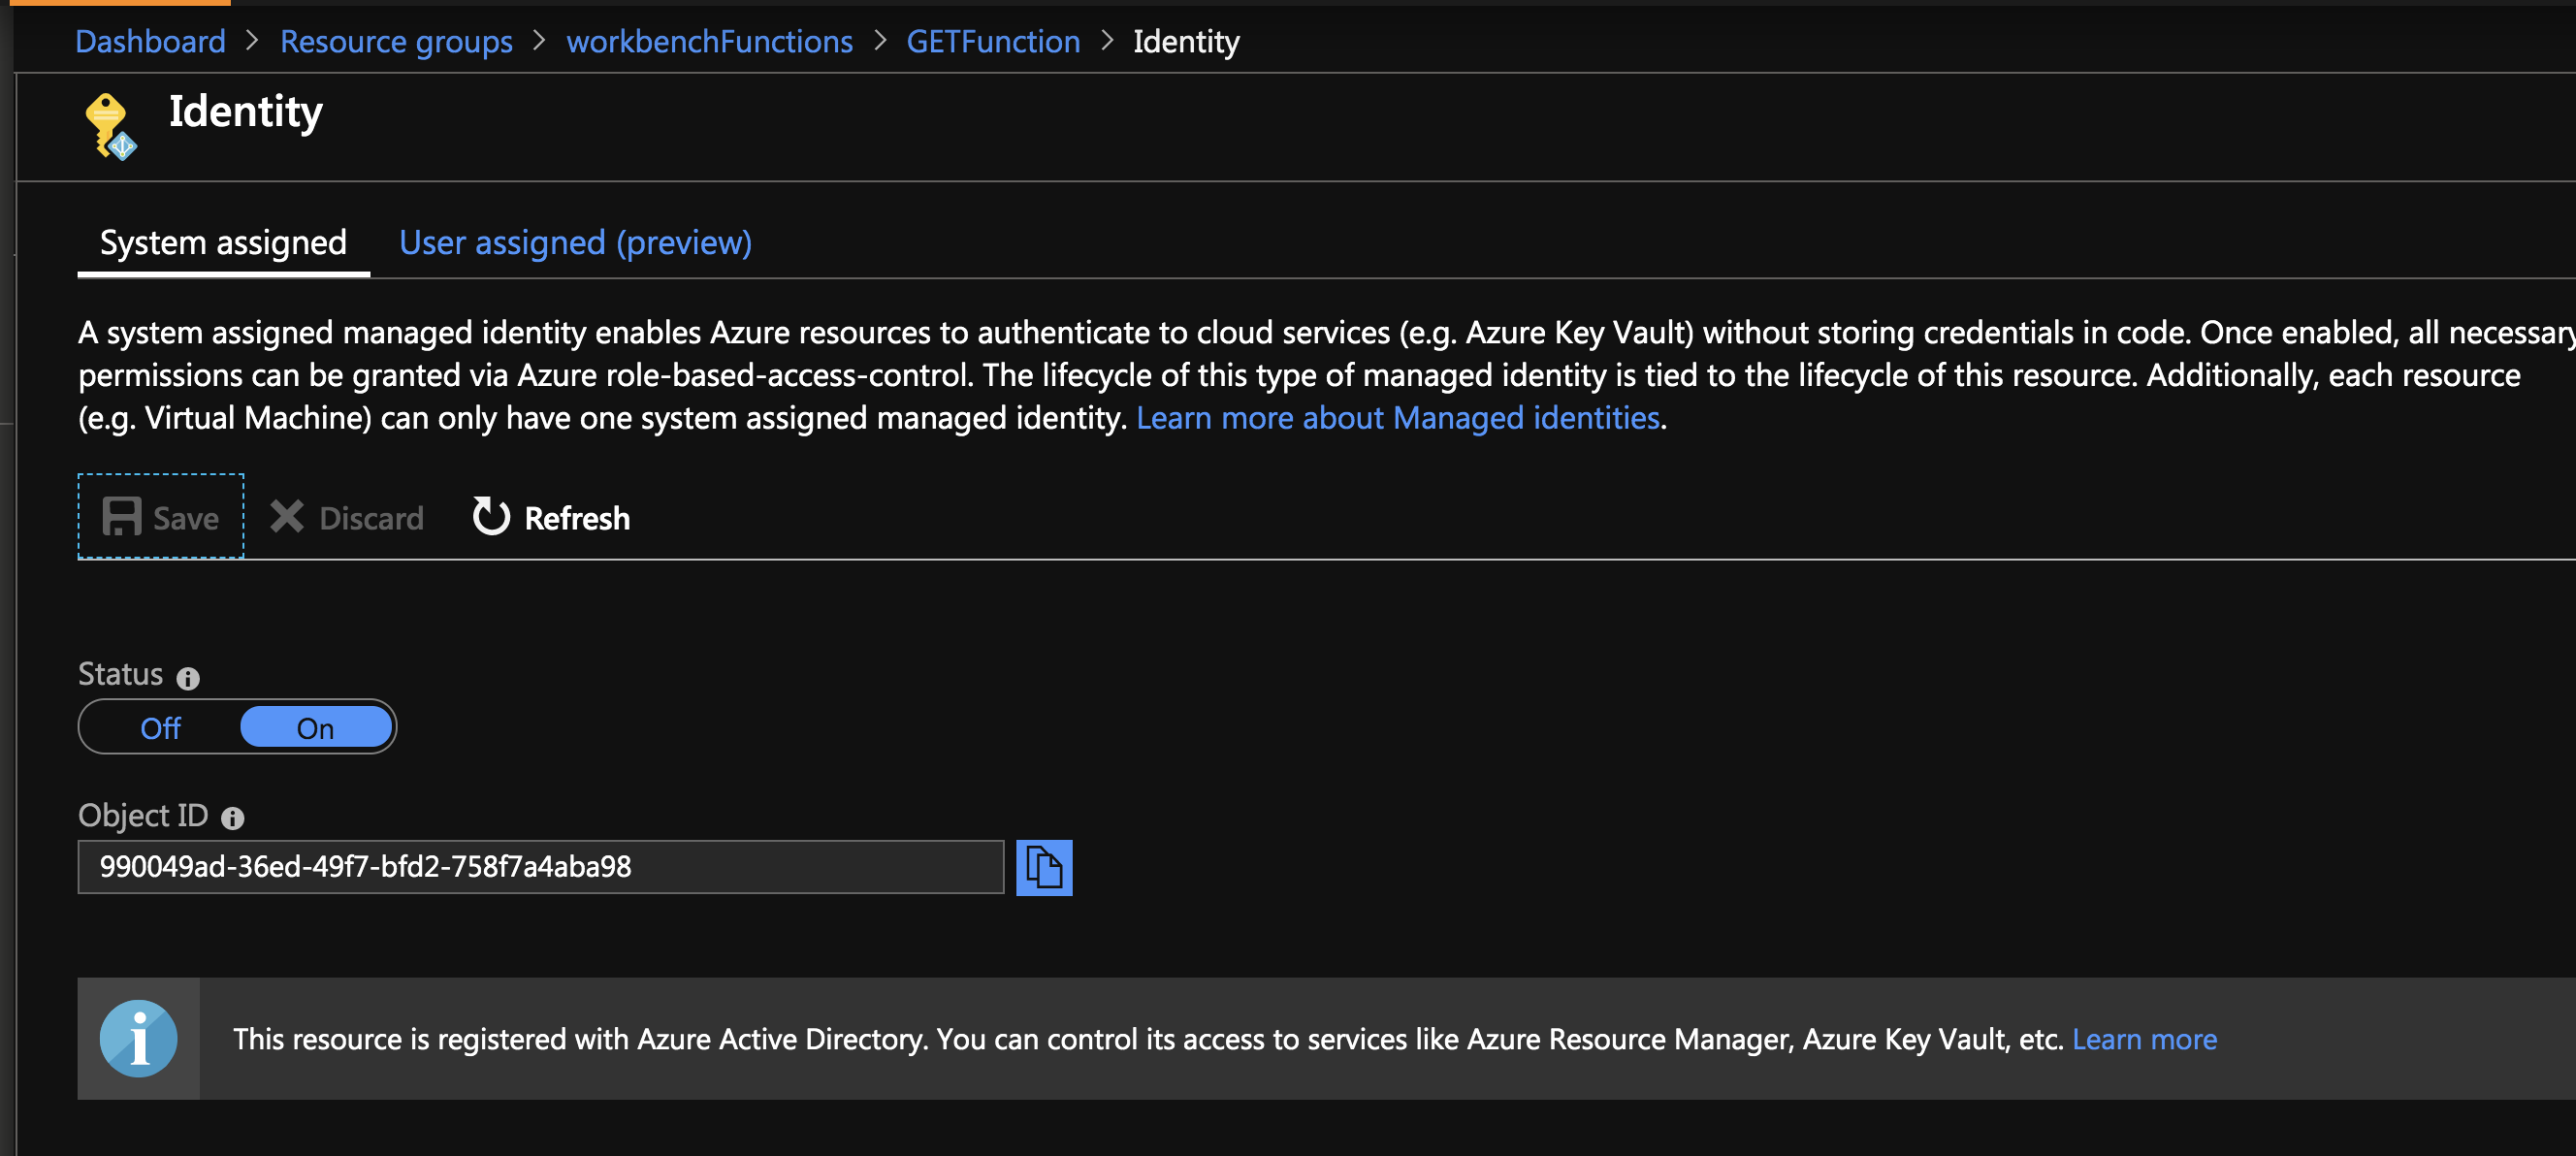 Dashboard > Resource groups > workbenchFunctions > GETFunction > Identity
Identity
System assigned User assigned (preview)
A system assigned managed identity enables Azure resources to authenticate to cloud services (e.g. Azure Key Vault) without storing credentials in code. Once enabled, all necessary
permissions can be granted via Azure role-based-access-control. The lifecycle of this type of managed identity is tied to the lifecycle of this resource. Additionally, each resource
(e.g. Virtual Machine) can only have one system assigned managed identity. Learn more about Managed identities.
Save Discard Refresh
Status
Off On
Object ID
990049ad-36ed-49f7-bfd2-758f7a4aba98
This resource is registered with Azure Active Directory. You can control its access to services like Azure Resource Manager, Azure Key Vault, etc. Learn more